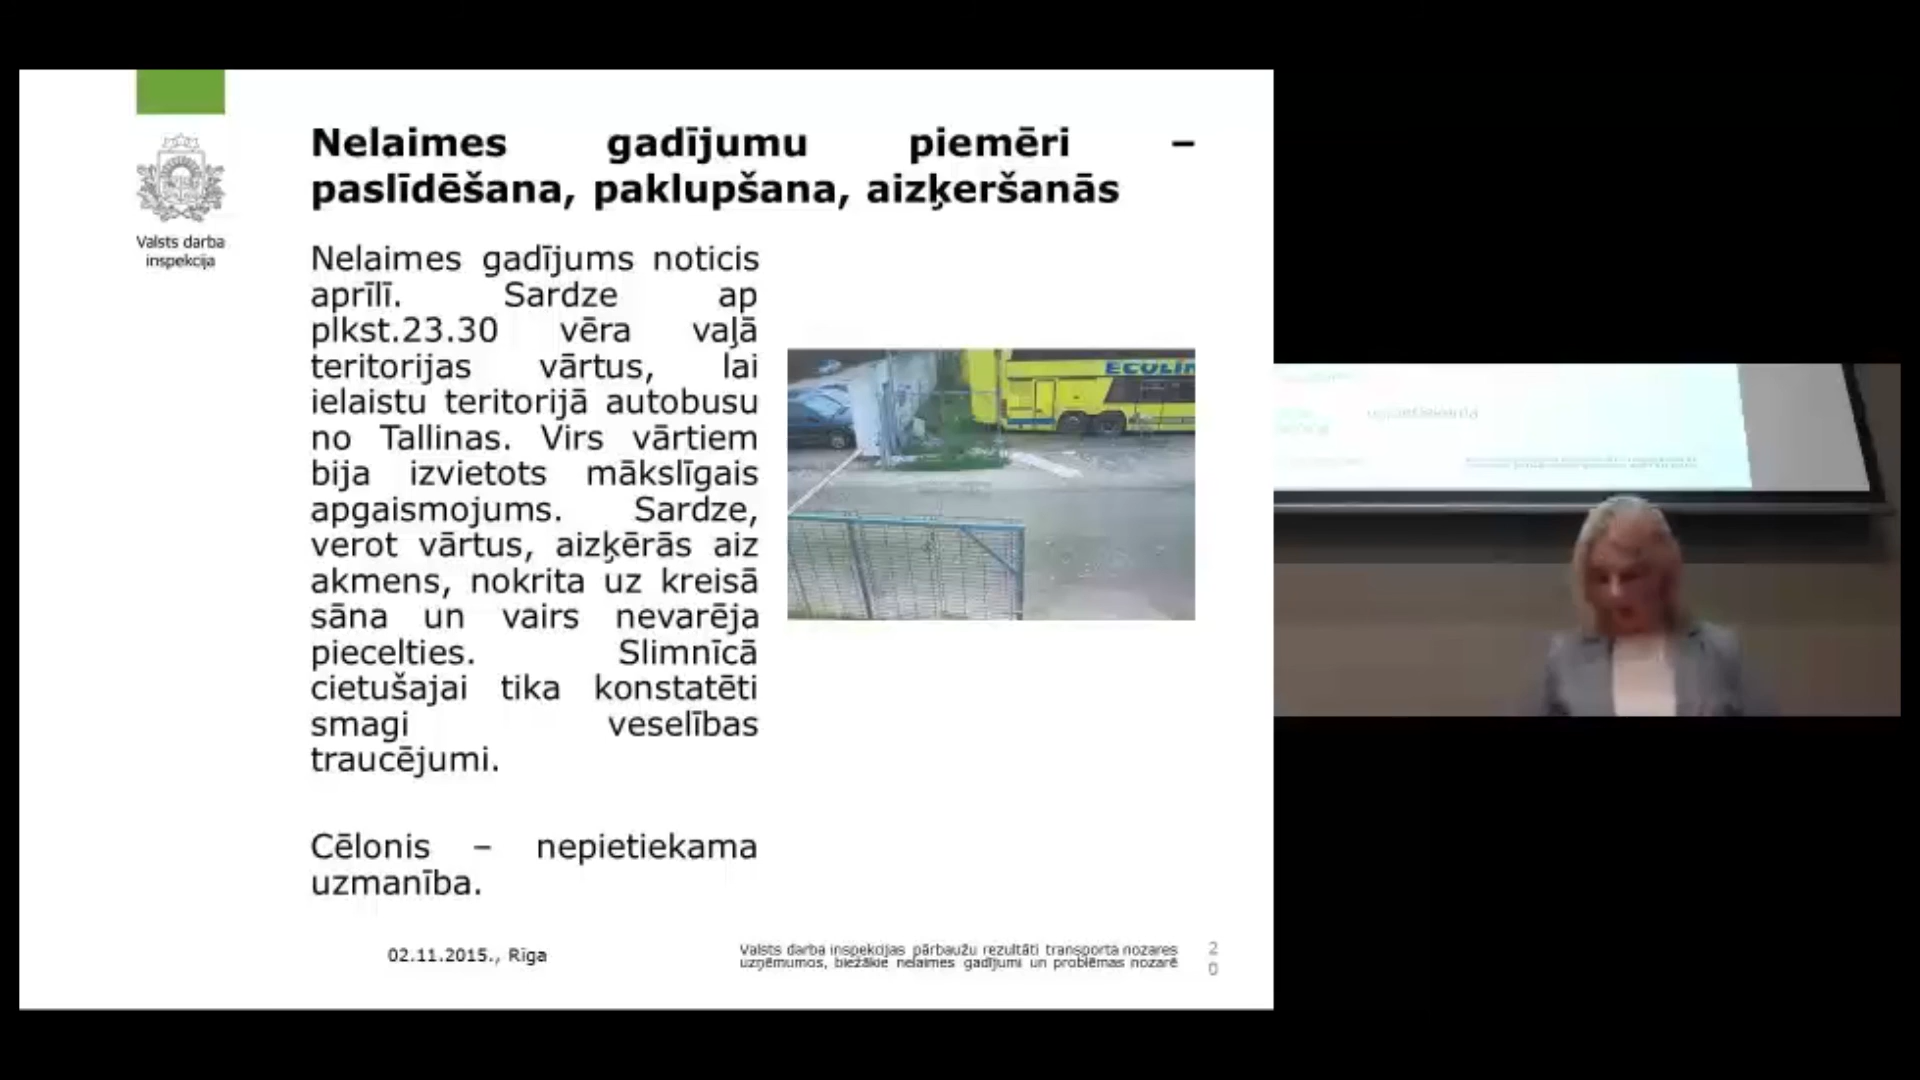 Nelaimes gadījumu piemēri –
paslīdēšana, paklupšana, aizķeršanās
Valsts darba
inspekcija
Nelaimes gadījums noticis
aprīlī. Sardze ap
plkst.23.30 vēra vaļā
teritorijas vārtus, lai
ielaistu teritorijā autobusu
no Tallinas. Virs vārtiem
bija izvietots mākslīgais
apgaismojums. Sardze,
verot vārtus, aizķērās aiz
akmens, nokrita uz kreisā
sāna un vairs nevarēja
piecelties. Slimnīcā
cietušajai tika konstatēti
smagi veselības
traucējumi.
Cēlonis – nepietiekama
uzmanība.
02.11.2015., Rīga
Valsts darba inspekcijas pārbaužu rezultāti transporta nozares
uzņēmumos, biežākie nelaimes gadījumi un problēmas nozarē
2
0